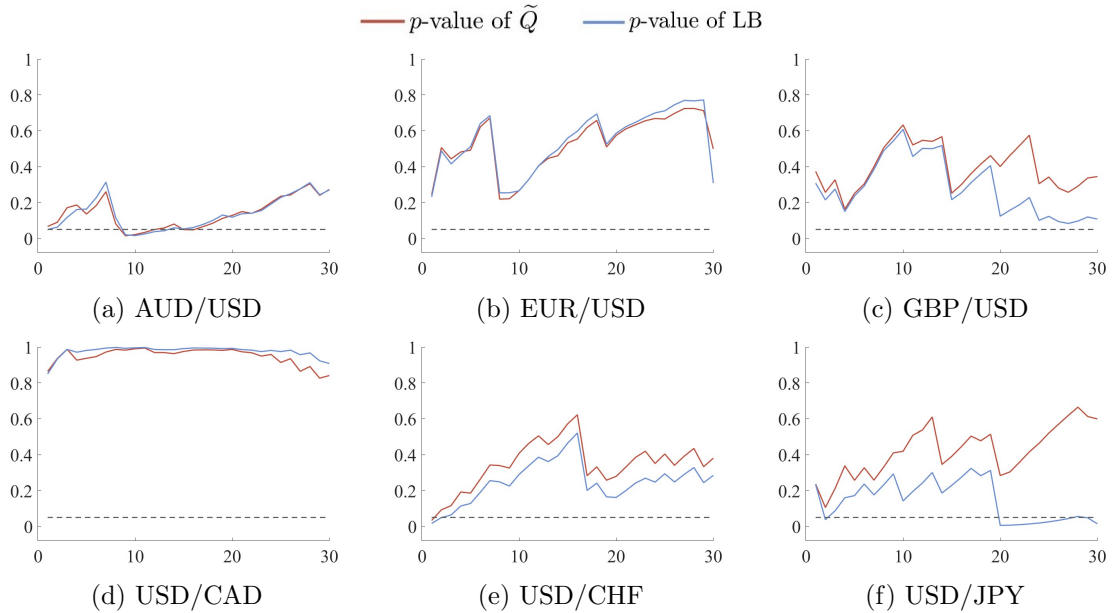 p-value of Q̃ p-value of LB
1 1 1
0.8 0.8 0.8
0.6 0.6 0.6
0.4 0.4 0.4
0.2 0.2 0.2
0 0 0
0 10 20 30 0 10 20 30 0 10 20 30
(a) AUD/USD (b) EUR/USD (c) GBP/USD
1 1 1
0.8 0.8 0.8
0.6 0.6 0.6
0.4 0.4 0.4
0.2 0.2 0.2
0 0 0
0 10 20 30 0 10 20 30 0 10 20 30
(d) USD/CAD (e) USD/CHF (f) USD/JPY